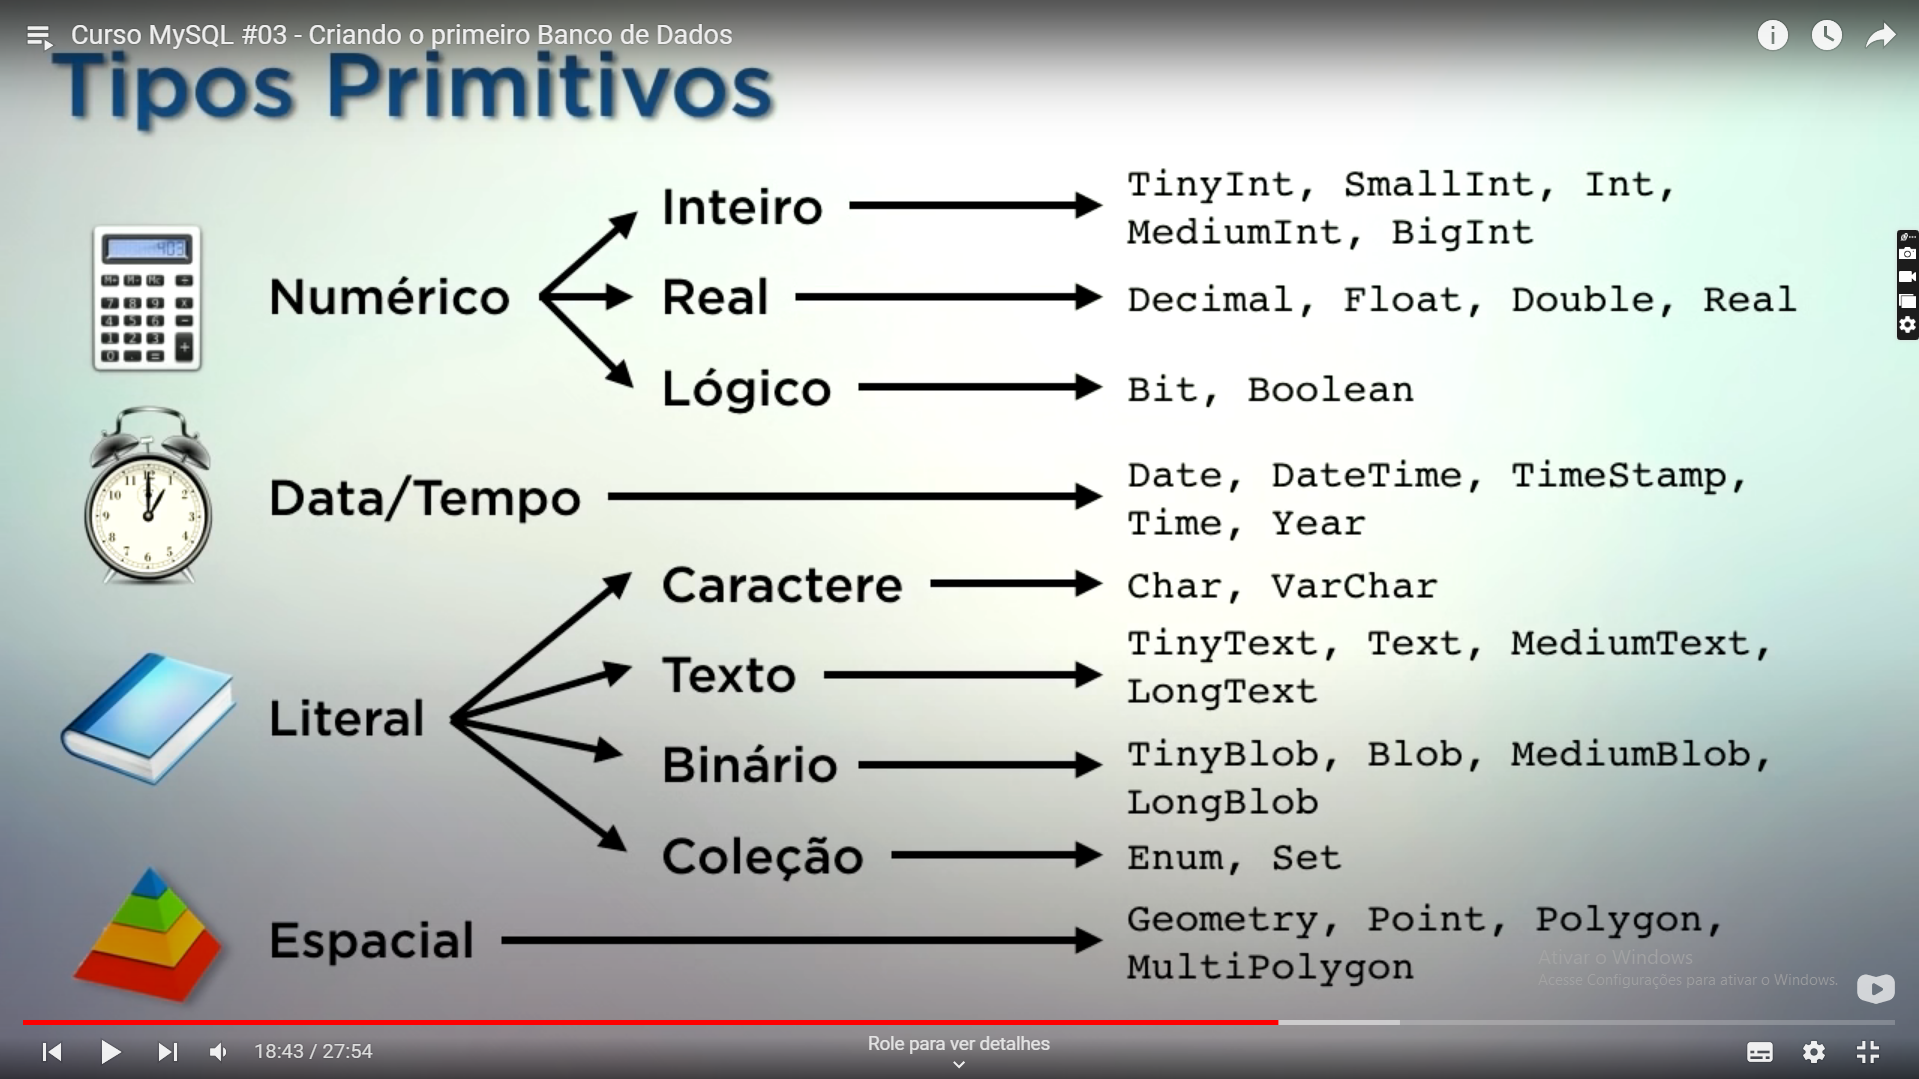 Curso MySQL #03 - Criando o primeiro Banco de Dados
Tipos Primitivos
Numérico
Inteiro
TinyInt, SmallInt, Int,
MediumInt, BigInt
Real
Decimal, Float, Double, Real
Lógico
Bit, Boolean
Data/Tempo
Date, DateTime, TimeStamp,
Time, Year
Literal
Caractere
Char, VarChar
Texto
TinyText, Text, MediumText,
LongText
Binário
TinyBlob, Blob, MediumBlob,
LongBlob
Coleção
Enum, Set
Espacial
Geometry, Point, Polygon,
MultiPolygon
Ativar o Windows
Acesse Configurações para ativar o Windows.
18:43 / 27:54
Role para ver detalhes